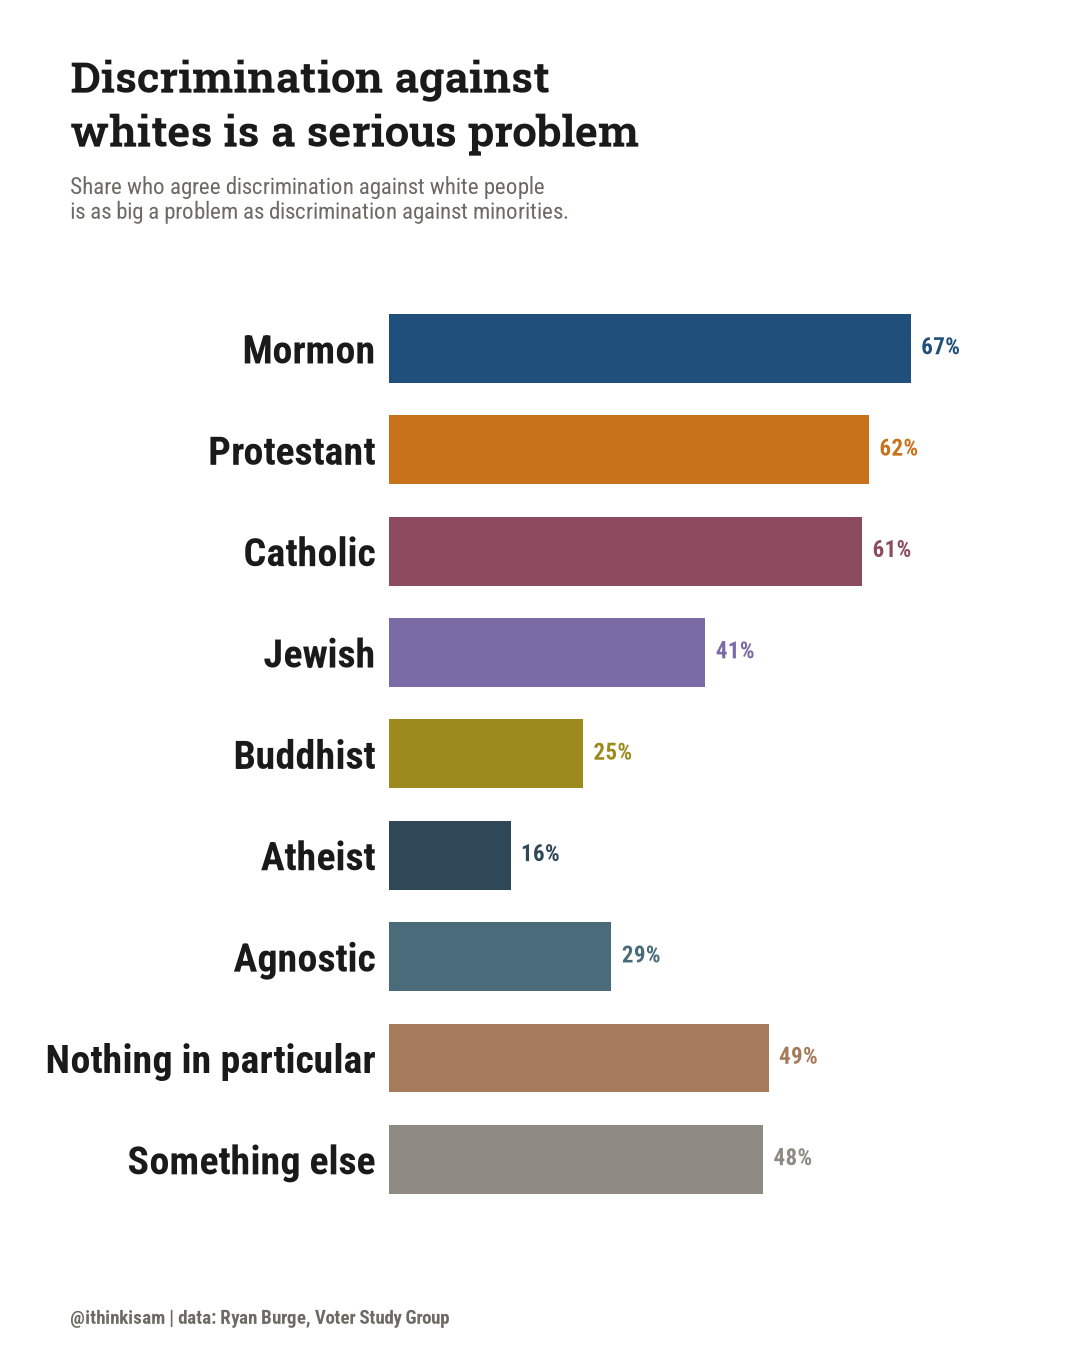 Discrimination against
whites is a serious problem
Share who agree discrimination against white people
is as big a problem as discrimination against minorities.
Mormon 67%
Protestant 62%
Catholic 61%
Jewish 41%
Buddhist 25%
Atheist 16%
Agnostic 29%
Nothing in particular 49%
Something else 48%
@ithinkisam | data: Ryan Burge, Voter Study Group